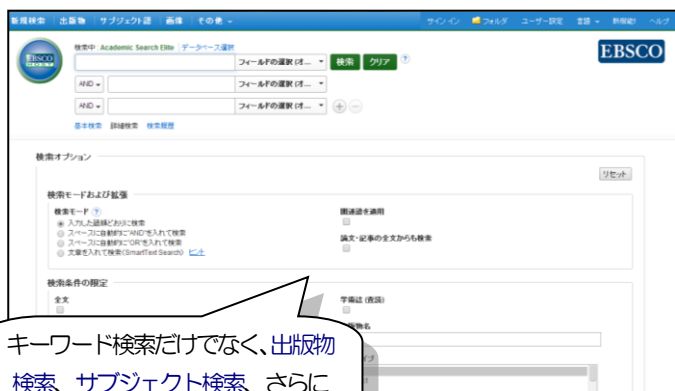 新規検索 出版物 サブジェクト語 画像 その他 サインイン フォルダ ユーザー設定 言語 新機能! ヘルプ
検索中: Academic Search Elite データベース選択
EBSCO HOST
EBSCO
フィールドの選択 (オ... 検索 クリア ?
AND フィールドの選択 (オ...
AND フィールドの選択 (オ...
基本検索 詳細検索 検索履歴
検索オプション
リセット
検索モードおよび拡張
検索モード ? 関連語を適用
入力した語順どおりに検索
スペースに自動的に"AND"を入れて検索 論文・記事の全文からも検索
スペースに自動的に"OR"を入れて検索
文章を入れて検索(SmartText Search) ヒント
検索条件の限定
全文 学術誌 (査読)
キーワード検索だけでなく、出版物
検索、サブジェクト検索、さらに